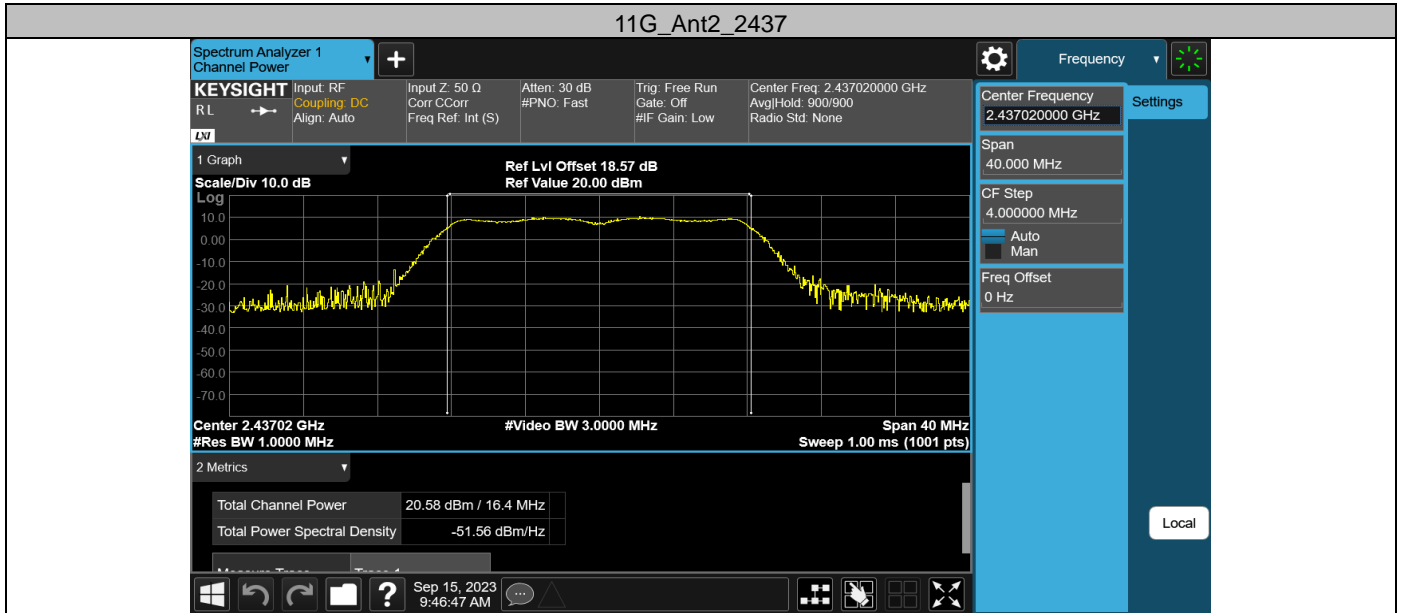 11G_Ant2_2437
Spectrum Analyzer 1
Channel Power
Frequency
KEYSIGHT
RL
LXI
Input: RF
Coupling: DC
Align: Auto
Input Z: 50 Ω
Corr CCorr
Freq Ref: Int (S)
Atten: 30 dB
#PNO: Fast
Trig: Free Run
Gate: Off
#IF Gain: Low
Center Freq: 2.437020000 GHz
Avg|Hold: 900/900
Radio Std: None
1 Graph
Scale/Div 10.0 dB
Ref Lvl Offset 18.57 dB
Ref Value 20.00 dBm
Log
10.0
0.00
-10.0
-20.0
-30.0
-40.0
-50.0
-60.0
-70.0
Center 2.43702 GHz
#Video BW 3.0000 MHz
Span 40 MHz
#Res BW 1.0000 MHz
Sweep 1.00 ms (1001 pts)
2 Metrics
Total Channel Power 20.58 dBm / 16.4 MHz
Total Power Spectral Density -51.56 dBm/Hz
Sep 15, 2023
9:46:47 AM
Center Frequency
2.437020000 GHz
Settings
Span
40.000 MHz
CF Step
4.000000 MHz
Auto
Man
Freq Offset
0 Hz
Local